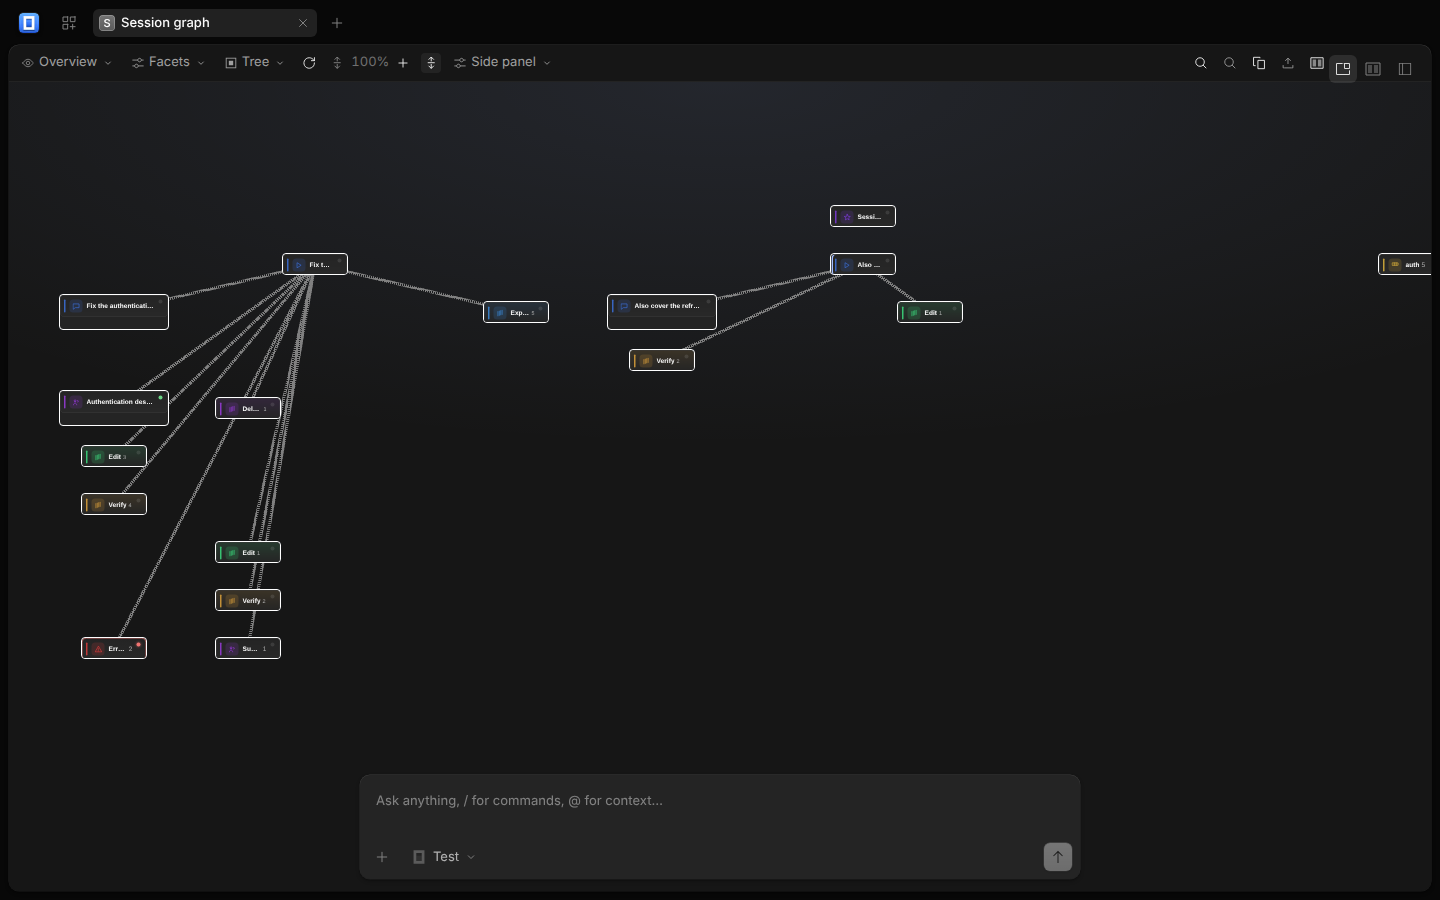 S Session graph
Overview
Facets
Tree
100%
Side panel
Sessi...
Fix t...
Also ...
auth 5
Fix the authenticati...
Exp...
Also cover the refr...
Edit 1
Verify 2
Authentication des...
Del...
Edit 3
Verify 4
Edit 1
Verify 2
Err... 2
Su... 1
Ask anything, / for commands, @ for context...
Test